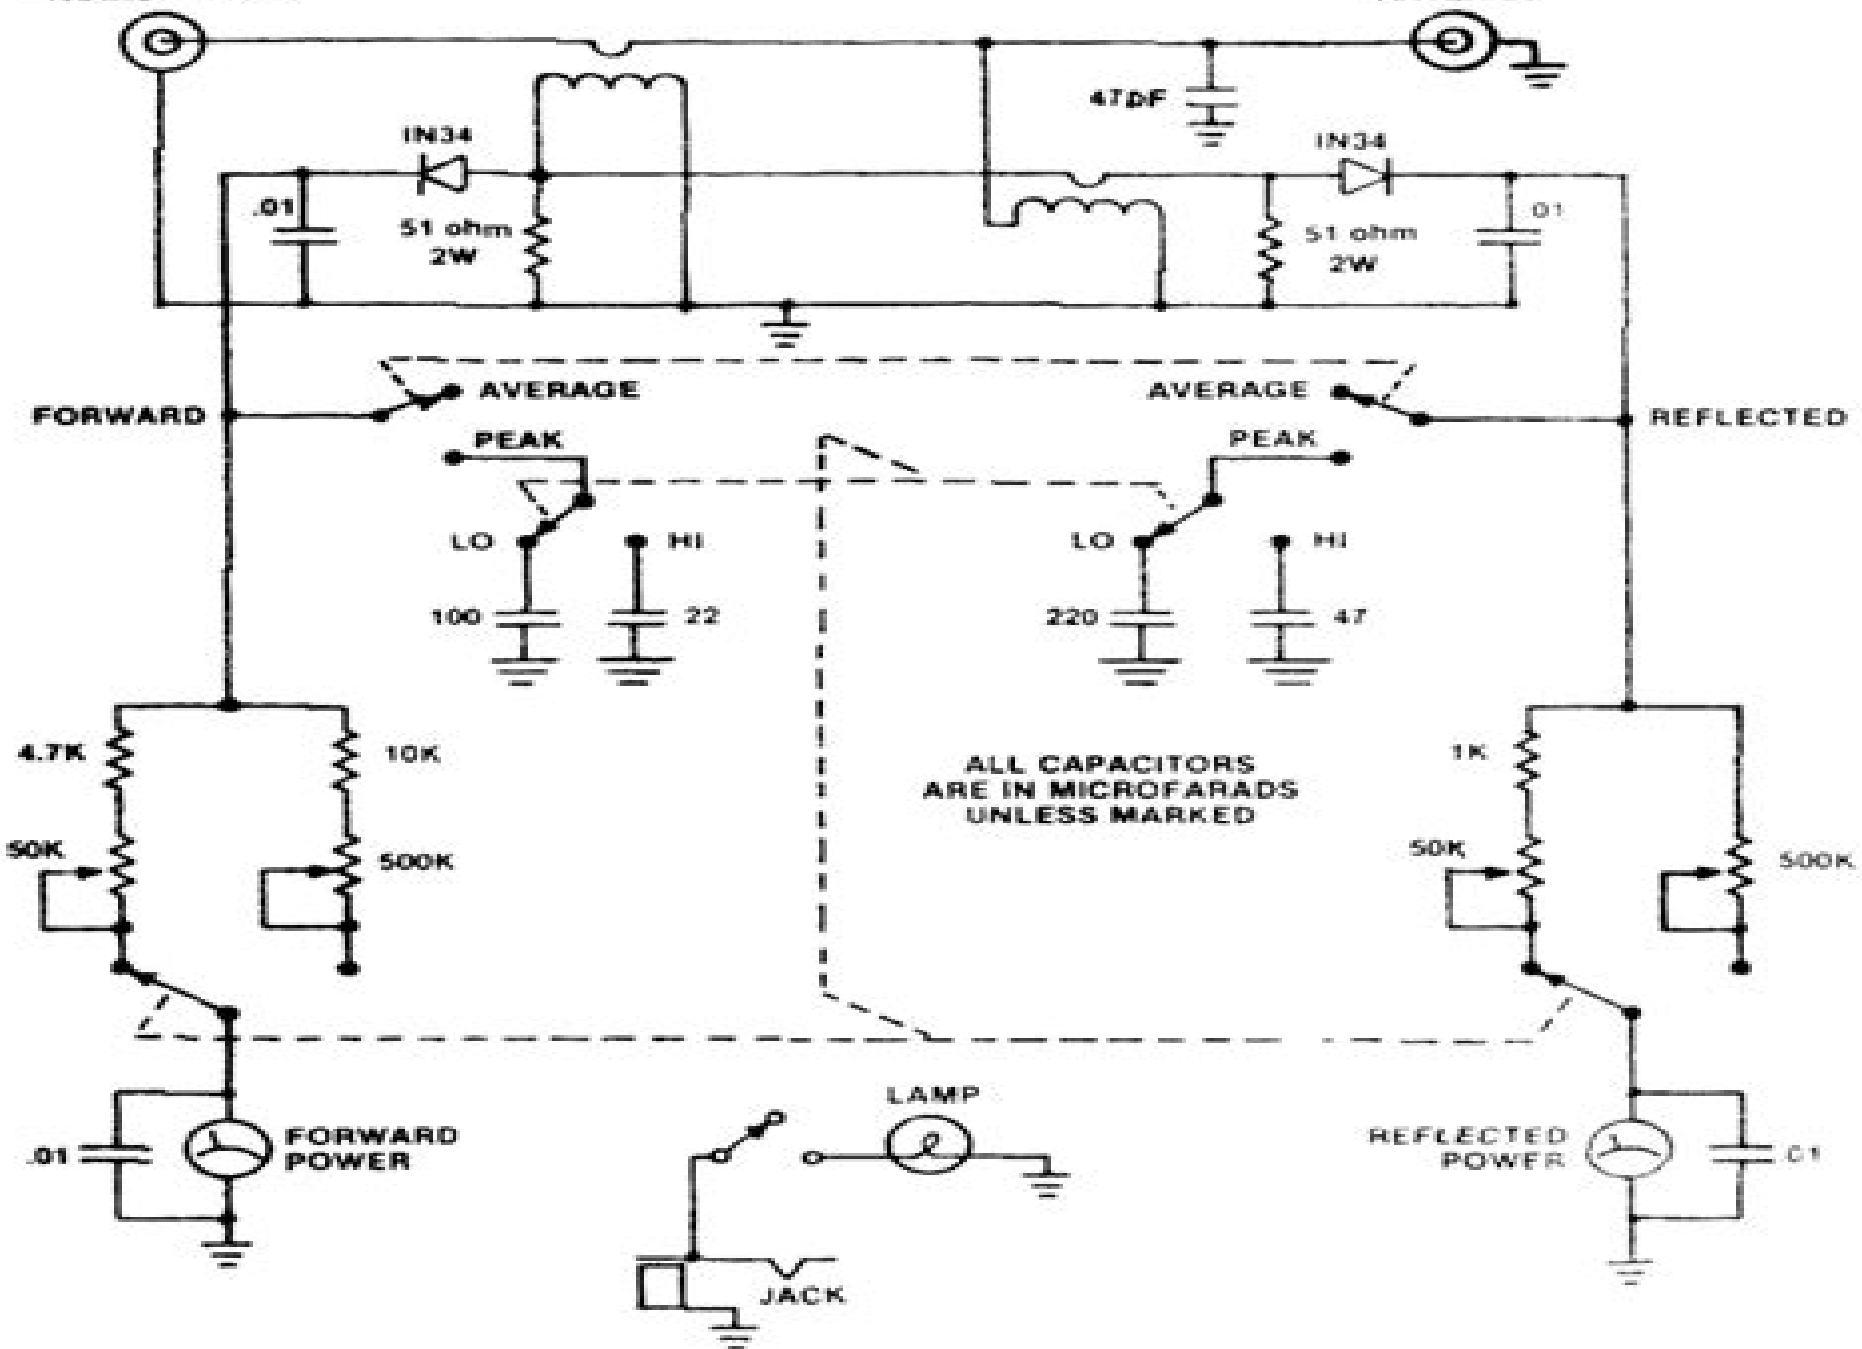 47pF
IN34
IN34
.01
51 ohm
2W
51 ohm
2W
.01
AVERAGE
AVERAGE
FORWARD
REFLECTED
PEAK
PEAK
LO
HI
LO
HI
100
22
220
47
4.7K
10K
ALL CAPACITORS
ARE IN MICROFARADS
UNLESS MARKED
1K
50K
500K
50K
500K
LAMP
FORWARD
POWER
.01
REFLECTED
POWER
.01
JACK